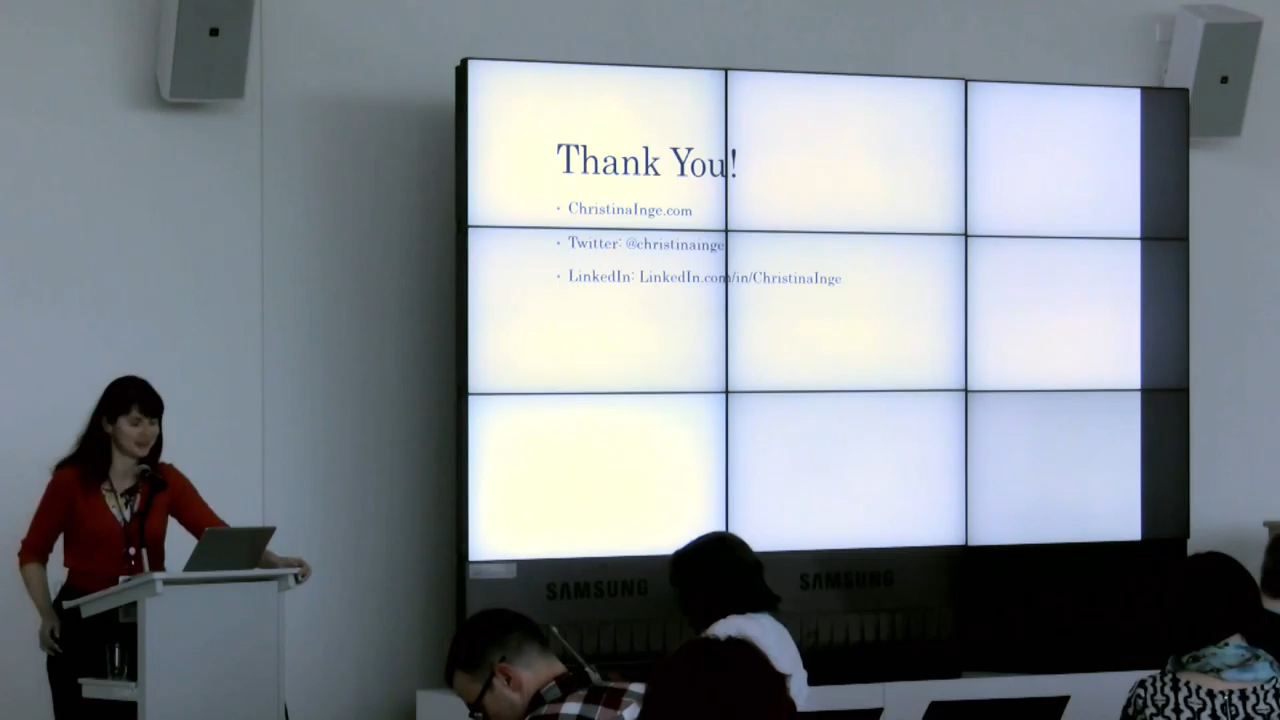 Thank You!
· ChristinaInge.com
· Twitter: @christinainge
· LinkedIn: LinkedIn.com/in/ChristinaInge
SAMSUNG SAMSUNG